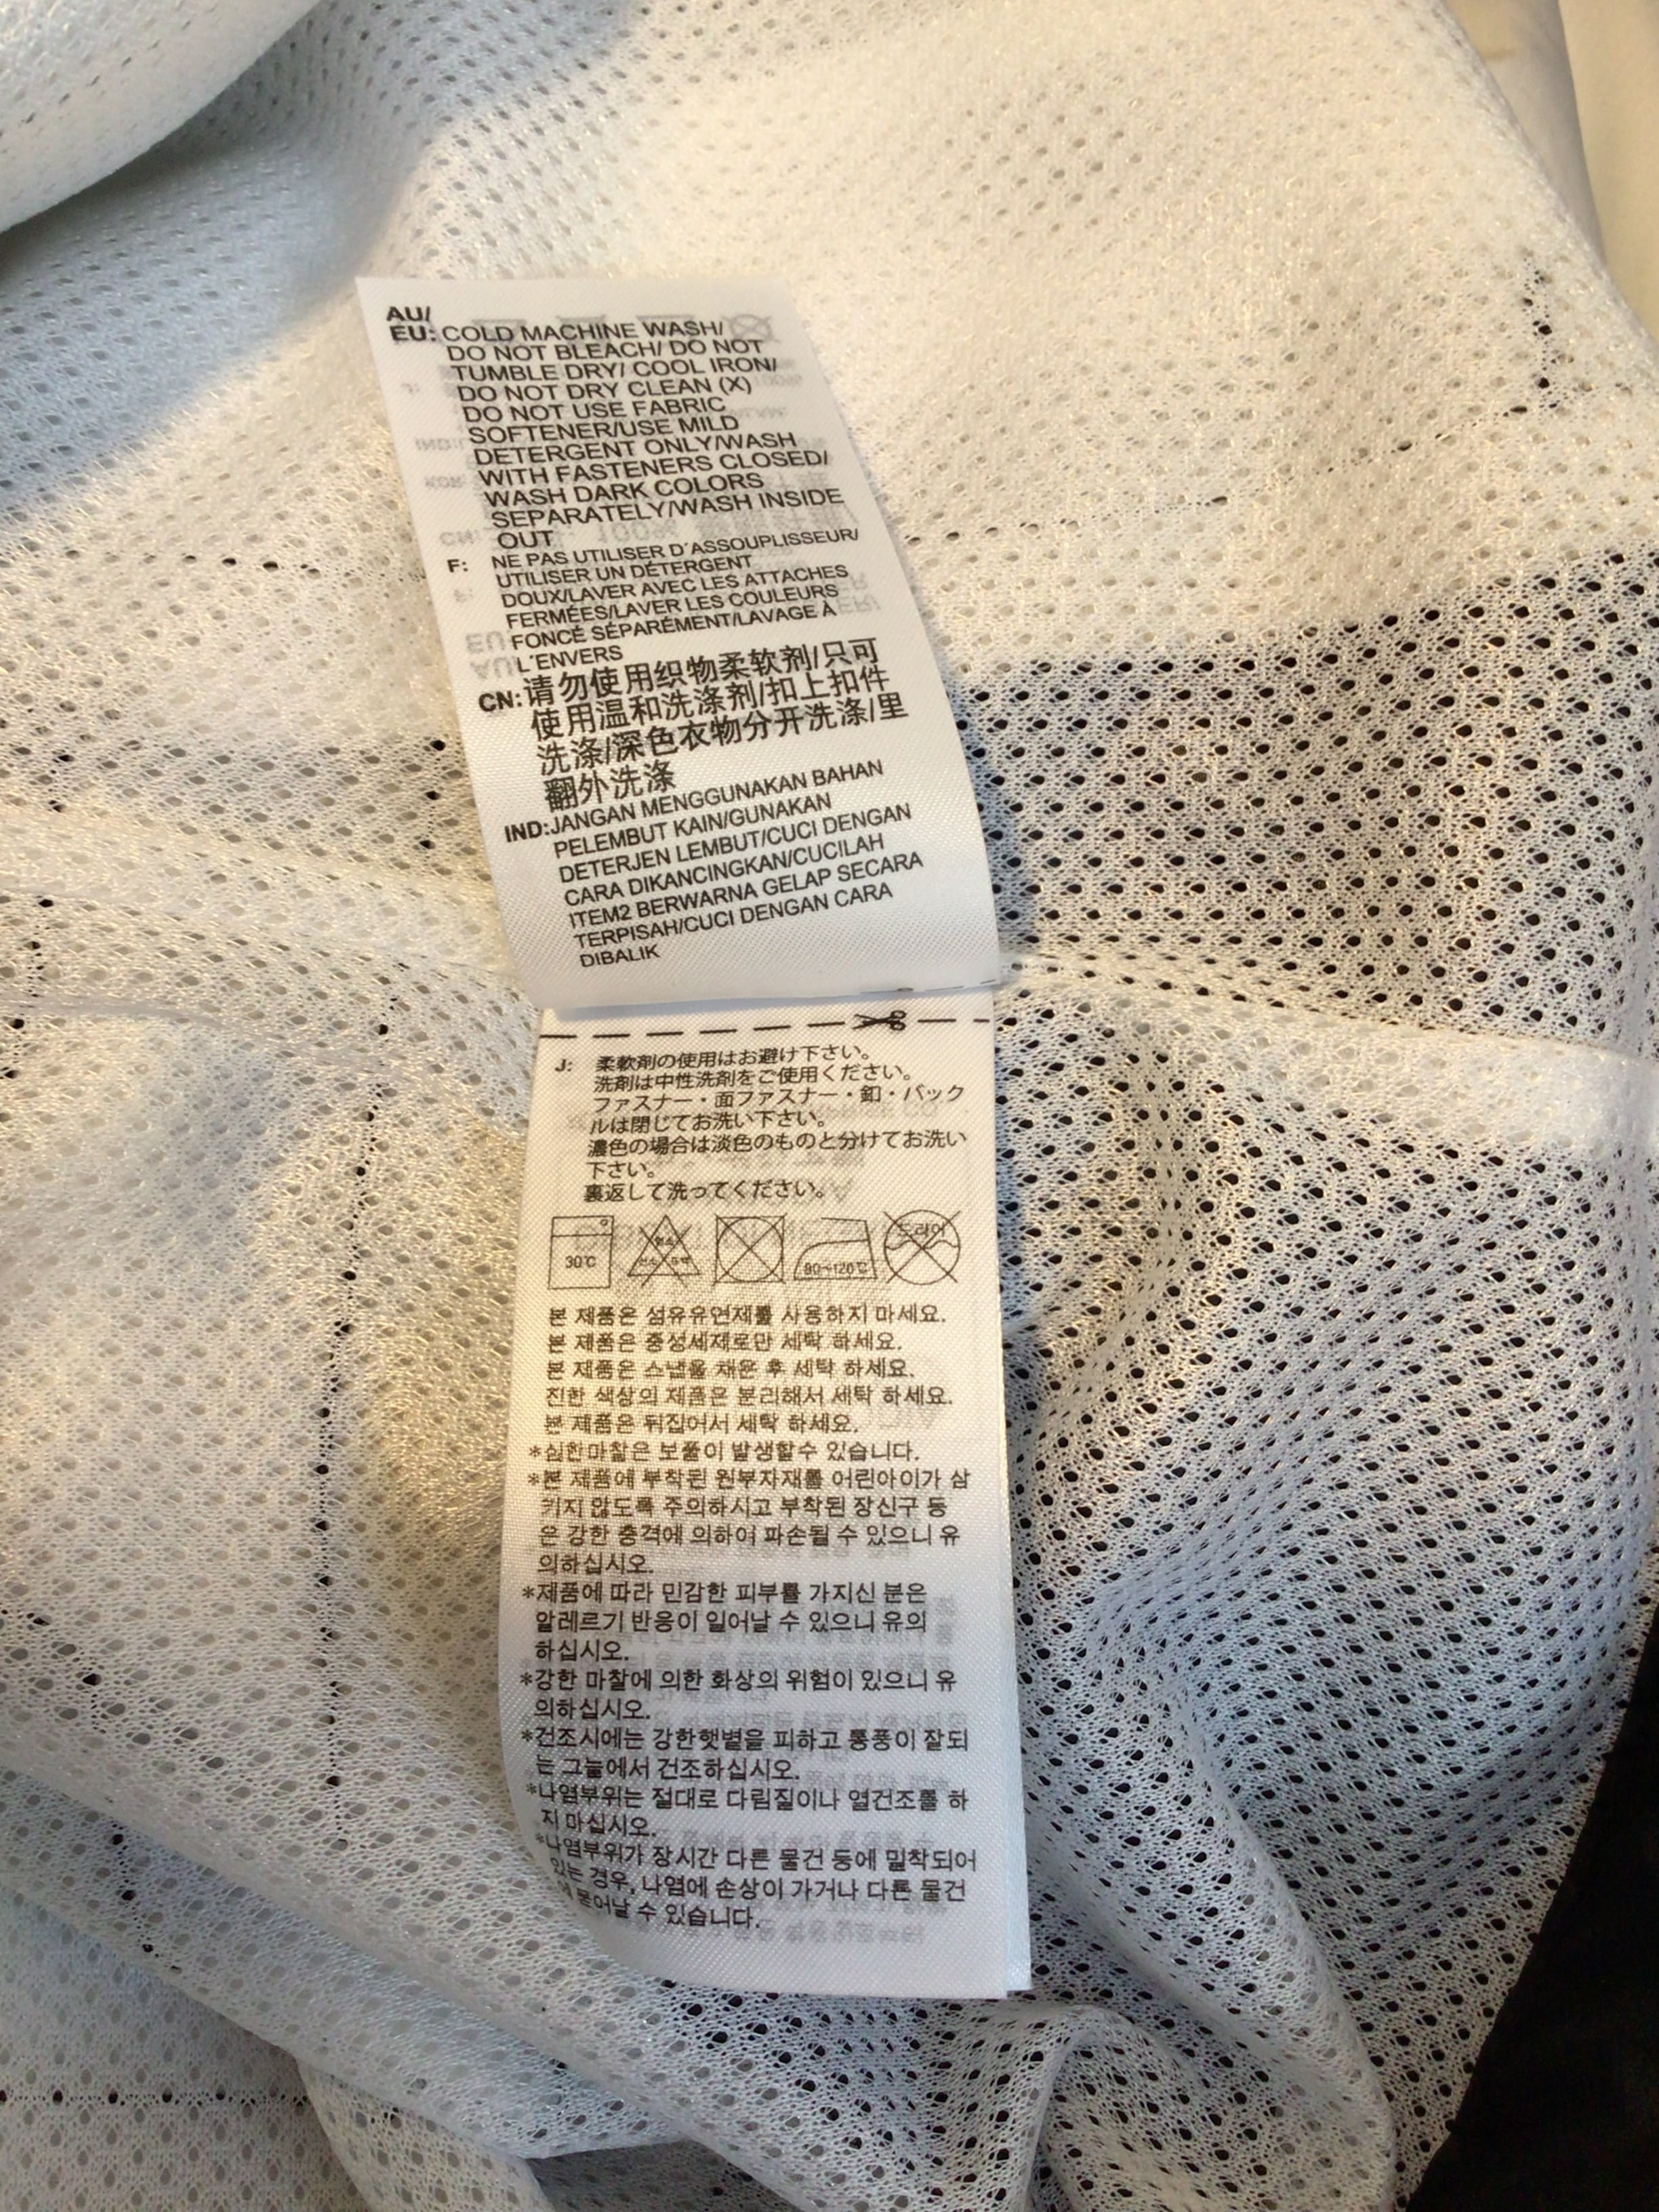 AU/
EU: COLD MACHINE WASH/
DO NOT BLEACH/ DO NOT
TUMBLE DRY/ COOL IRON/
DO NOT DRY CLEAN (X)
DO NOT USE FABRIC
SOFTENER/USE MILD
DETERGENT ONLY/WASH
WITH FASTENERS CLOSED/
WASH DARK COLORS
SEPARATELY/WASH INSIDE
OUT
F: NE PAS UTILISER D´ASSOUPLISSEUR/
UTILISER UN DÉTERGENT
DOUX/LAVER AVEC LES ATTACHES
FERMÉES/LAVER LES COULEURS
FONCÉ SÉPARÉMENT/LAVAGE À
L´ENVERS
CN: 请勿使用织物柔软剂/只可
使用温和洗涤剂/扣上扣件
洗涤/深色衣物分开洗涤/里
翻外洗涤
IND: JANGAN MENGGUNAKAN BAHAN
PELEMBUT KAIN/GUNAKAN
DETERJEN LEMBUT/CUCI DENGAN
CARA DIKANCINGKAN/CUCILAH
ITEM2 BERWARNA GELAP SECARA
TERPISAH/CUCI DENGAN CARA
DIBALIK
J: 柔軟剤の使用はお避け下さい。
洗剤は中性洗剤をご使用ください。
ファスナー・面ファスナー・釦・バック
ルは閉じてお洗い下さい。
濃色の場合は淡色のものと分けてお洗い
下さい。
裏返して洗ってください。
30℃ 80~120℃ 드라이
본 제품은 섬유유연제를 사용하지 마세요.
본 제품은 중성세제로만 세탁 하세요.
본 제품은 스냅을 채운 후 세탁 하세요.
진한 색상의 제품은 분리해서 세탁 하세요.
본 제품은 뒤집어서 세탁 하세요.
*심한마찰은 보풀이 발생할수 있습니다.
*본 제품에 부착된 원부자재를 어린아이가 삼
키지 않도록 주의하시고 부착된 장신구 등
은 강한 충격에 의하여 파손될 수 있으니 유
의하십시오.
*제품에 따라 민감한 피부를 가지신 분은
알레르기 반응이 일어날 수 있으니 유의
하십시오.
*강한 마찰에 의한 화상의 위험이 있으니 유
의하십시오.
*건조시에는 강한햇볕을 피하고 통풍이 잘되
는 그늘에서 건조하십시오.
*나염부위는 절대로 다림질이나 열건조를 하
지 마십시오.
*나염부위가 장시간 다른 물건 등에 밀착되어
있는 경우, 나염에 손상이 가거나 다른 물건
에 묻어날 수 있습니다.